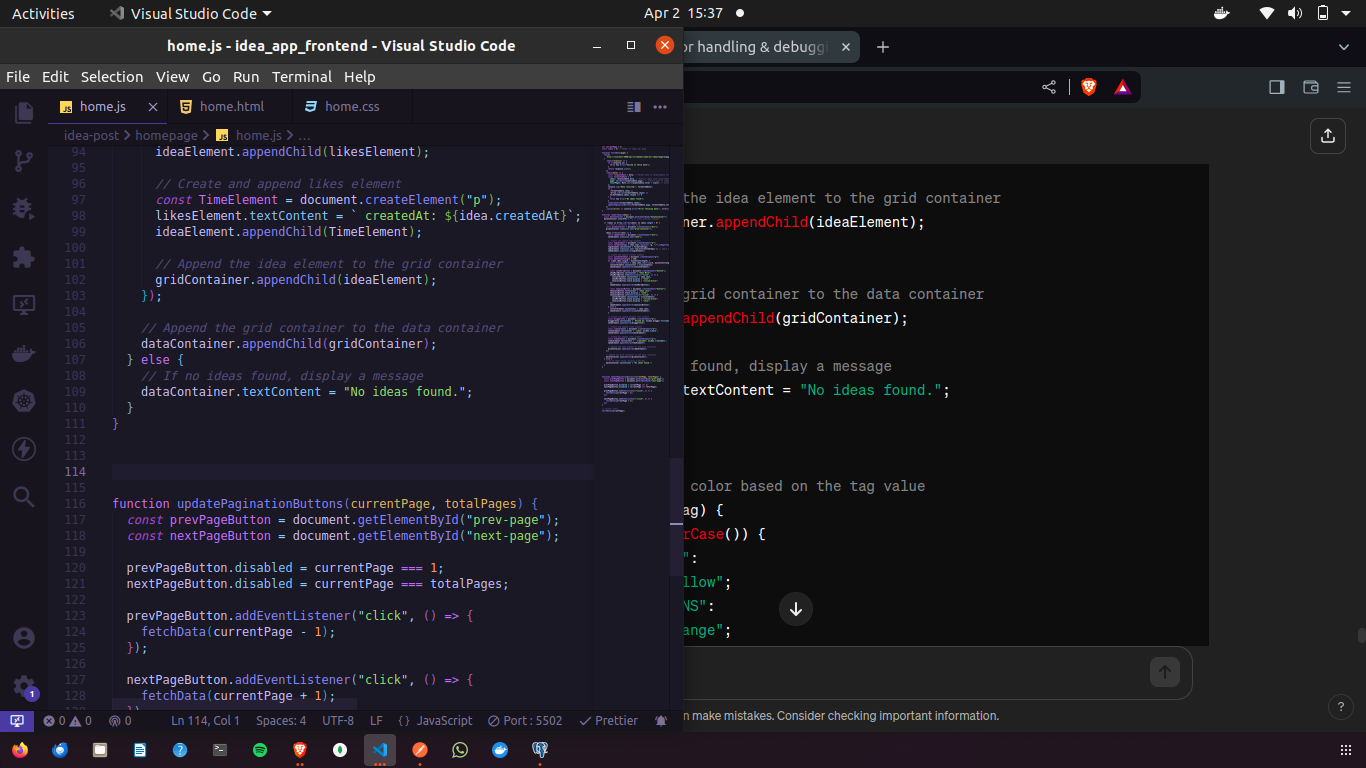 Activities
Visual Studio Code
Apr 2 15:37
home.js - idea_app_frontend - Visual Studio Code
or handling & debuggi
File Edit Selection View Go Run Terminal Help
home.js
home.html
home.css
idea-post > homepage > home.js > ...
94 ideaElement.appendChild(likesElement);
95
96 // Create and append likes element
97 const TimeElement = document.createElement("p");
98 likesElement.textContent = ` createdAt: ${idea.createdAt}`;
99 ideaElement.appendChild(TimeElement);
100
101 // Append the idea element to the grid container
102 gridContainer.appendChild(ideaElement);
103 });
104
105 // Append the grid container to the data container
106 dataContainer.appendChild(gridContainer);
107 } else {
108 // If no ideas found, display a message
109 dataContainer.textContent = "No ideas found.";
110 }
111 }
112
113
114
115
116 function updatePaginationButtons(currentPage, totalPages) {
117 const prevPageButton = document.getElementById("prev-page");
118 const nextPageButton = document.getElementById("next-page");
119
120 prevPageButton.disabled = currentPage === 1;
121 nextPageButton.disabled = currentPage === totalPages;
122
123 prevPageButton.addEventListener("click", () => {
124 fetchData(currentPage - 1);
125 });
126
127 nextPageButton.addEventListener("click", () => {
128 fetchData(currentPage + 1);
129 })
the idea element to the grid container
ner.appendChild(ideaElement);
grid container to the data container
appendChild(gridContainer);
found, display a message
textContent = "No ideas found.";
color based on the tag value
ag) {
rCase()) {
":
llow";
NS":
ange";
n make mistakes. Consider checking important information.
?
1
0 0 0
Ln 114, Col 1 Spaces: 4 UTF-8 LF {} JavaScript Port : 5502 Prettier